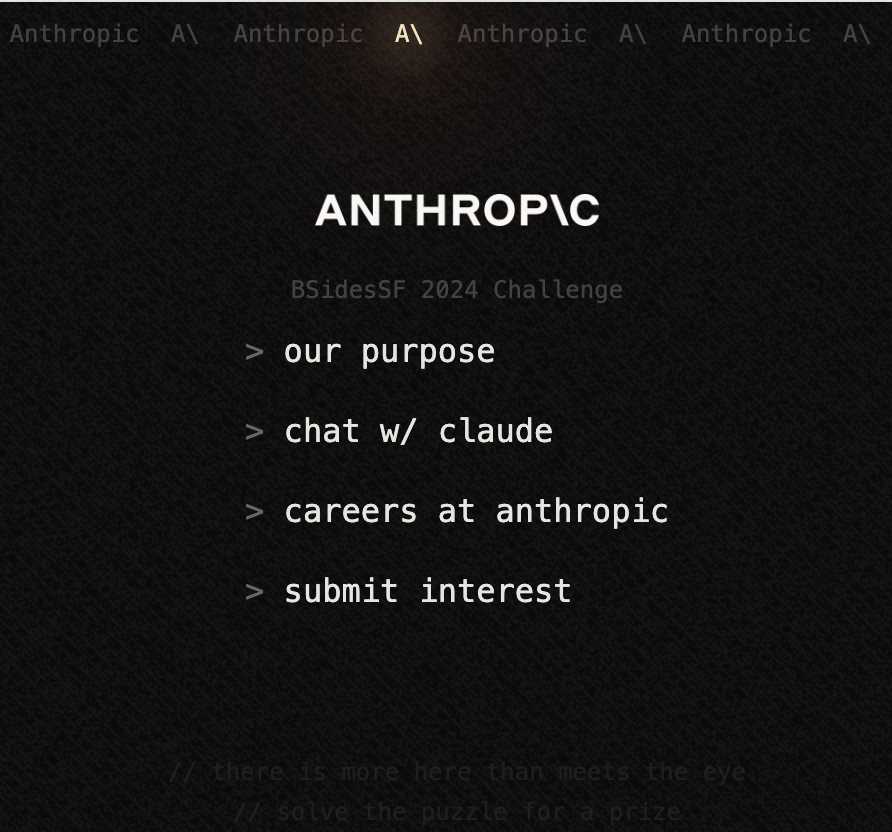 Anthropic A\ Anthropic A\ Anthropic A\ Anthropic A\
ANTHROP\C
BSidesSF 2024 Challenge
> our purpose
> chat w/ claude
> careers at anthropic
> submit interest
// there is more here than meets the eye
// solve the puzzle for a prize